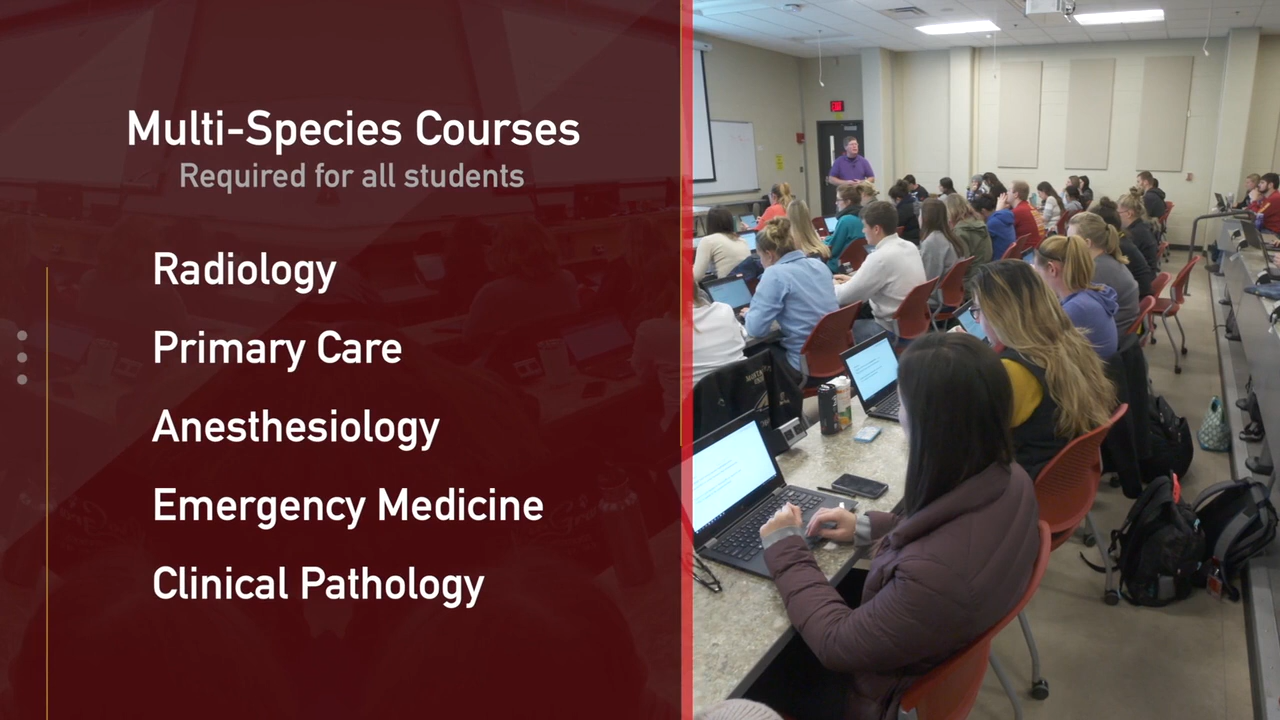 Multi-Species Courses
Required for all students
Radiology
Primary Care
Anesthesiology
Emergency Medicine
Clinical Pathology